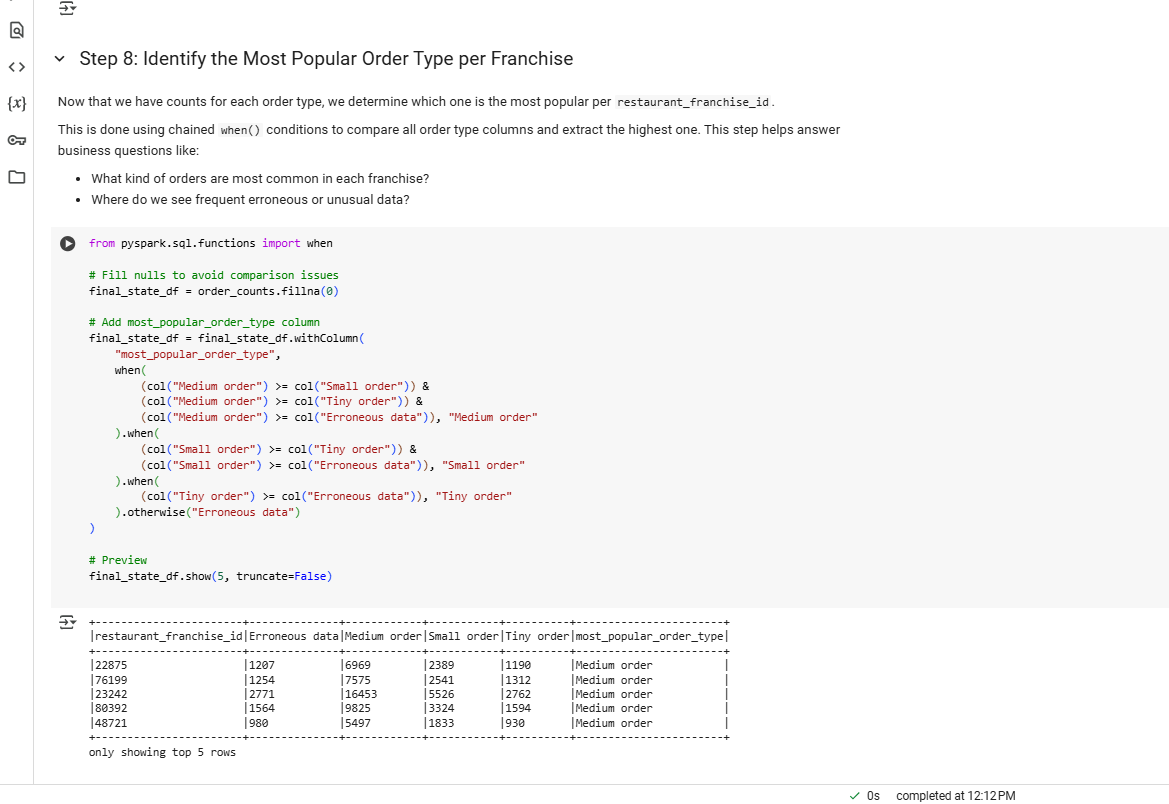 Step 8: Identify the Most Popular Order Type per Franchise
Now that we have counts for each order type, we determine which one is the most popular per restaurant_franchise_id.
This is done using chained when() conditions to compare all order type columns and extract the highest one. This step helps answer
business questions like:
• What kind of orders are most common in each franchise?
• Where do we see frequent erroneous or unusual data?
from pyspark.sql.functions import when
# Fill nulls to avoid comparison issues
final_state_df = order_counts.fillna(0)
# Add most_popular_order_type column
final_state_df = final_state_df.withColumn(
    "most_popular_order_type",
    when(
        (col("Medium order") >= col("Small order")) &
        (col("Medium order") >= col("Tiny order")) &
        (col("Medium order") >= col("Erroneous data")), "Medium order"
    ).when(
        (col("Small order") >= col("Tiny order")) &
        (col("Small order") >= col("Erroneous data")), "Small order"
    ).when(
        (col("Tiny order") >= col("Erroneous data")), "Tiny order"
    ).otherwise("Erroneous data")
)
# Preview
final_state_df.show(5, truncate=False)
+-----------------------+--------------+------------+-----------+----------+-----------------------+
|restaurant_franchise_id|Erroneous data|Medium order|Small order|Tiny order|most_popular_order_type|
+-----------------------+--------------+------------+-----------+----------+-----------------------+
|22875                  |1207          |6969        |2389       |1190      |Medium order           |
|76199                  |1254          |7575        |2541       |1312      |Medium order           |
|23242                  |2771          |16453       |5526       |2762      |Medium order           |
|80392                  |1564          |9825        |3324       |1594      |Medium order           |
|48721                  |980           |5497        |1833       |930       |Medium order           |
+-----------------------+--------------+------------+-----------+----------+-----------------------+
only showing top 5 rows
0s completed at 12:12 PM